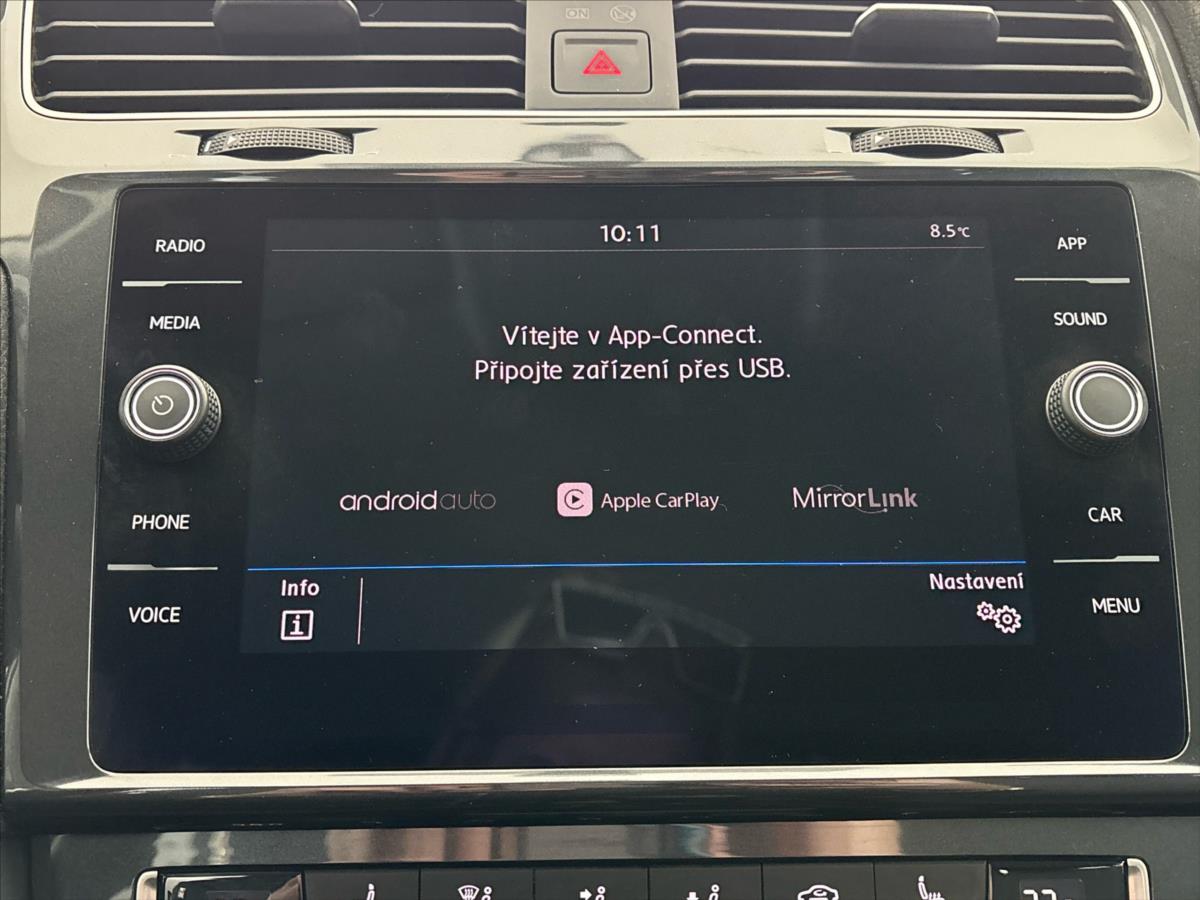 ON
10:11
8.5°C
RADIO
APP
MEDIA
SOUND
Vítejte v App-Connect.
Připojte zařízení přes USB.
androidauto
Apple CarPlay
MirrorLink
PHONE
CAR
Info
Nastavení
VOICE
MENU